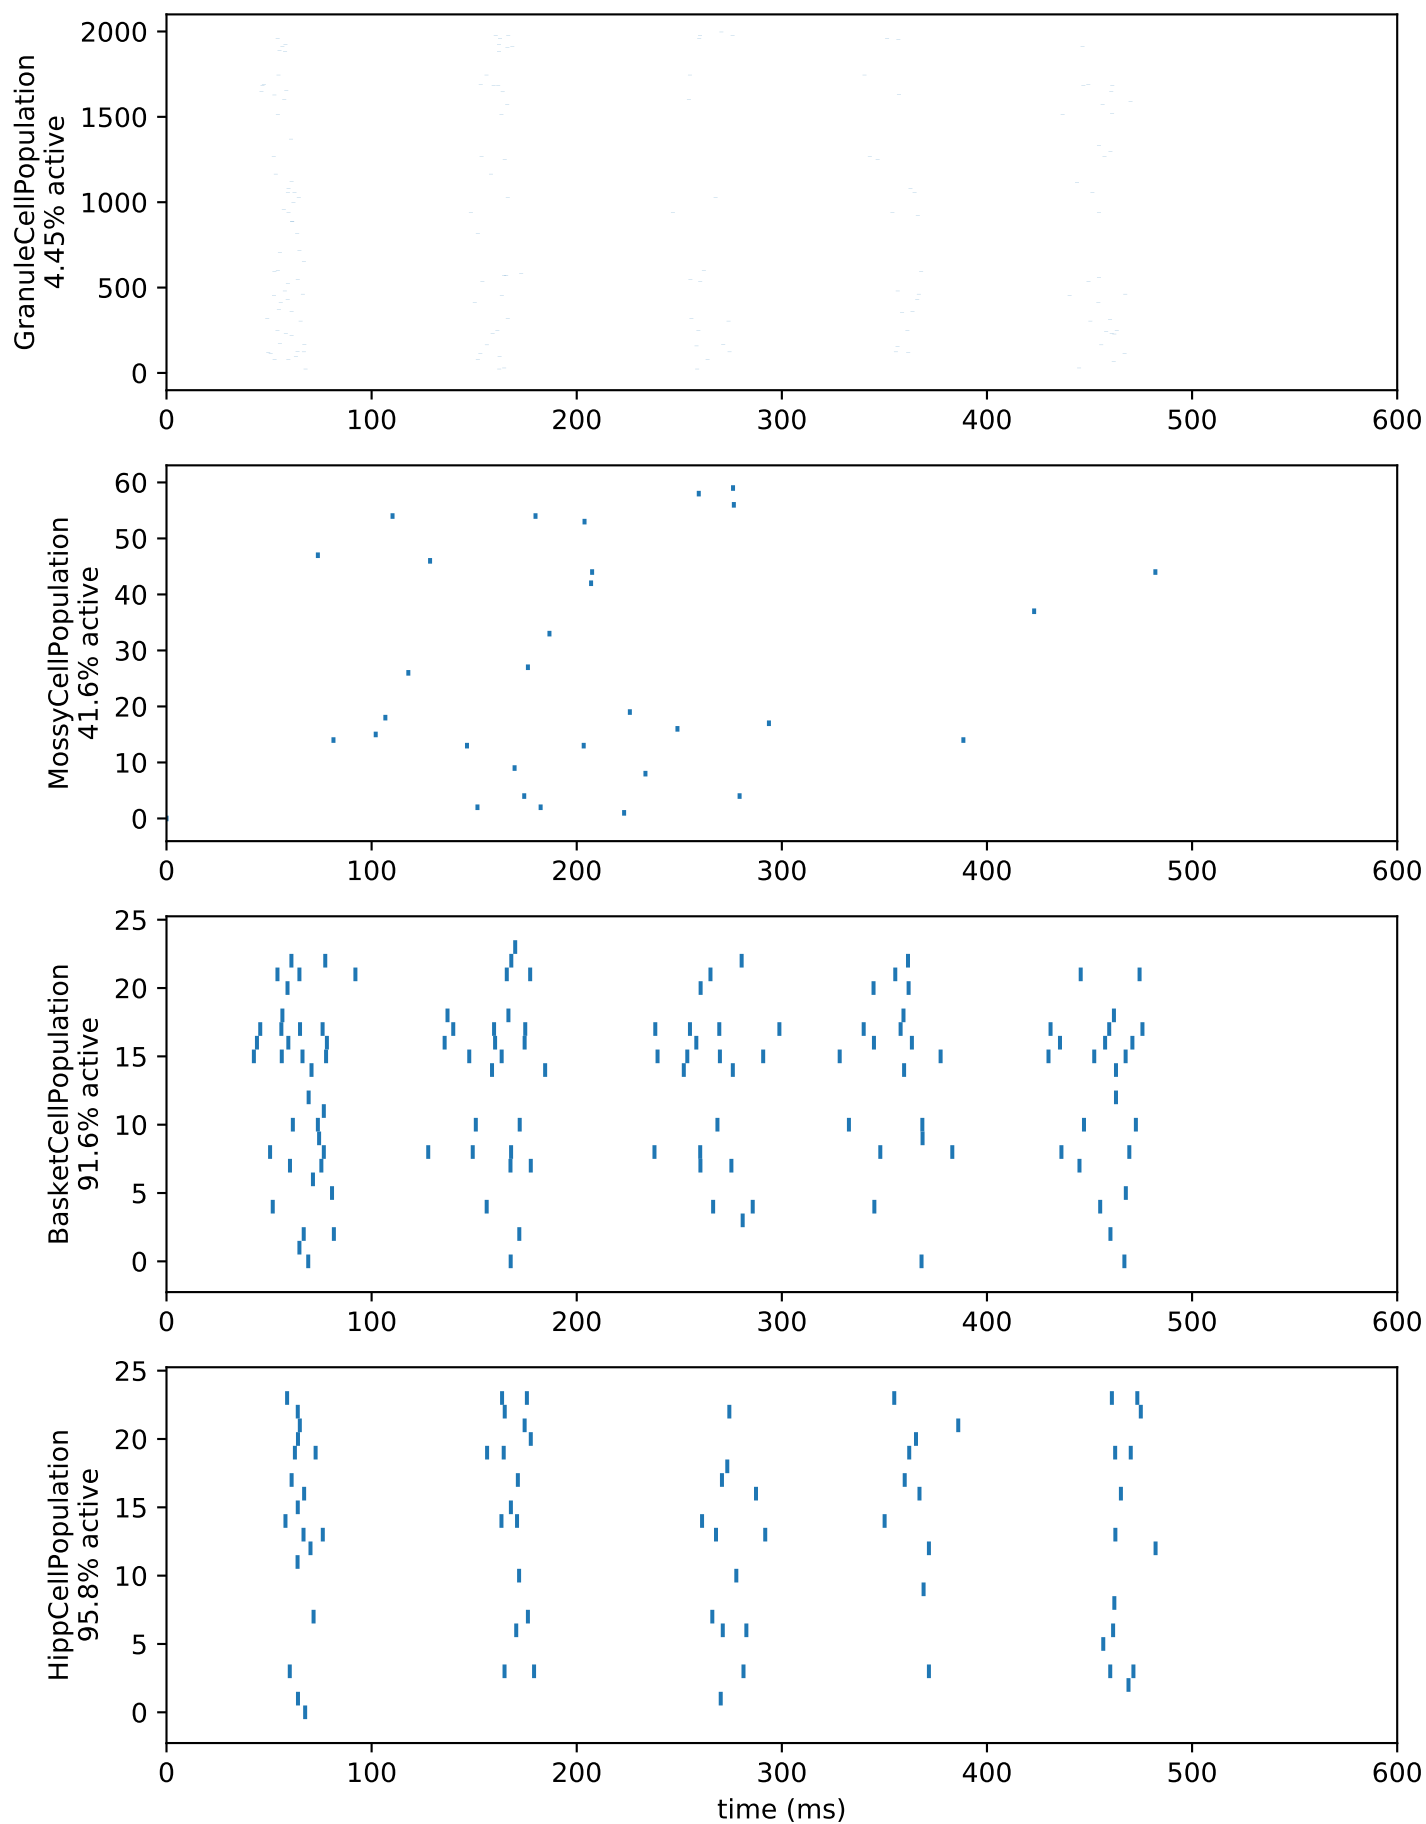 GranuleCellPopulation
4.45% active
2000
1500
1000
500
0
0 100 200 300 400 500 600
MossyCellPopulation
41.6% active
60
50
40
30
20
10
0
0 100 200 300 400 500 600
BasketCellPopulation
91.6% active
25
20
15
10
5
0
0 100 200 300 400 500 600
HippCellPopulation
95.8% active
25
20
15
10
5
0
0 100 200 300 400 500 600
time (ms)